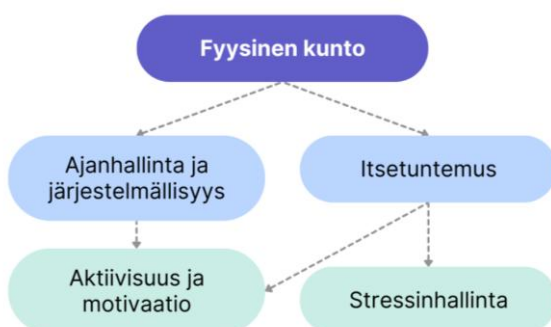 Fyysinen kunto
Ajanhallinta ja
järjestelmällisyys
Itsetuntemus
Aktiivisuus ja
motivaatio
Stressinhallinta